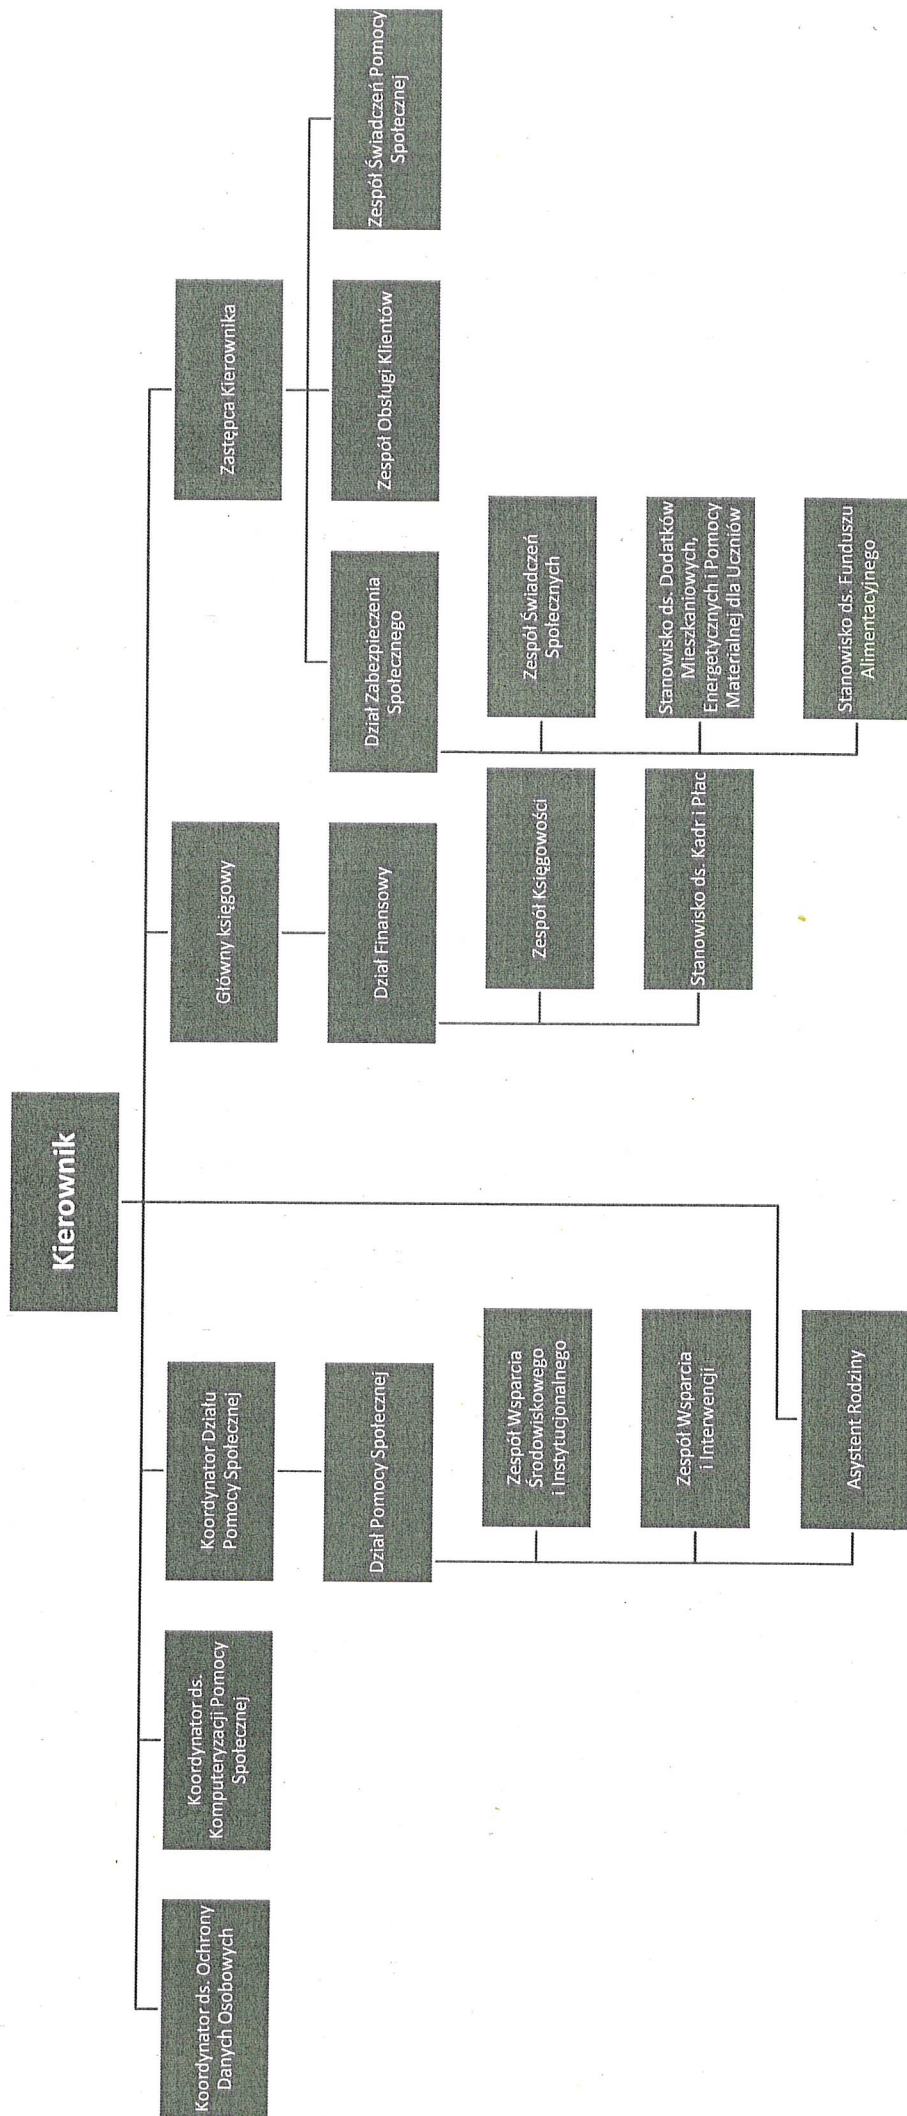 Kierownik
Koordynator ds. Ochrony
Danych Osobowych
Koordynator ds.
Komputeryzacji Pomocy
Społecznej
Koordynator Działu
Pomocy Społecznej
Główny księgowy
Zastępca Kierownika
Dział Pomocy Społecznej
Dział Finansowy
Dział Zabezpieczenia
Społecznego
Zespół Obsługi Klientów
Zespół Świadczeń Pomocy
Społecznej
Zespół Wsparcia
Środowiskowego
i Instytucjonalnego
Zespół Księgowości
Zespół Świadczeń
Społecznych
Zespół Wsparcia
i Interwencji
Stanowisko ds. Kadr i Płac
Stanowisko ds. Dodatków
Mieszkaniowych,
Energetycznych i Pomocy
Materialnej dla Uczniów
Asystent Rodziny
Stanowisko ds. Funduszu
Alimentacyjnego